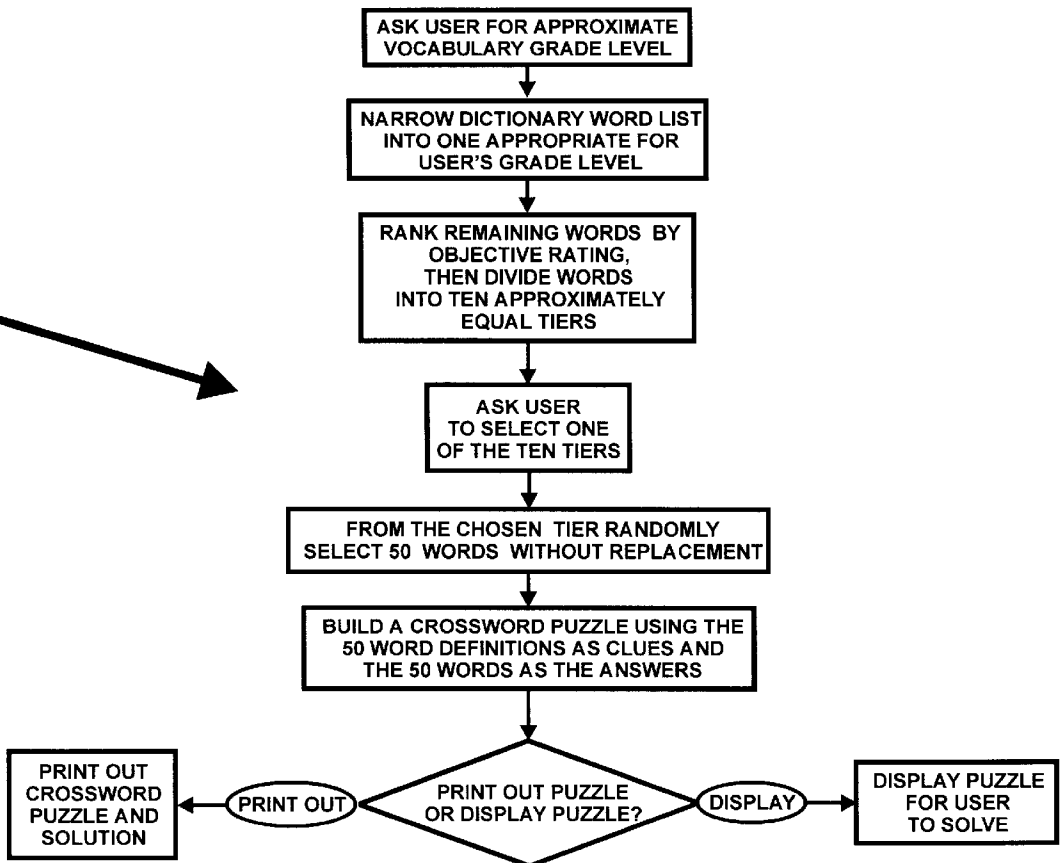 ASK USER FOR APPROXIMATE
VOCABULARY GRADE LEVEL
NARROW DICTIONARY WORD LIST
INTO ONE APPROPRIATE FOR
USER'S GRADE LEVEL
RANK REMAINING WORDS BY
OBJECTIVE RATING,
THEN DIVIDE WORDS
INTO TEN APPROXIMATELY
EQUAL TIERS
ASK USER
TO SELECT ONE
OF THE TEN TIERS
FROM THE CHOSEN TIER RANDOMLY
SELECT 50 WORDS WITHOUT REPLACEMENT
BUILD A CROSSWORD PUZZLE USING THE
50 WORD DEFINITIONS AS CLUES AND
THE 50 WORDS AS THE ANSWERS
PRINT OUT
CROSSWORD
PUZZLE AND
SOLUTION
PRINT OUT
PRINT OUT PUZZLE
OR DISPLAY PUZZLE?
DISPLAY
DISPLAY PUZZLE
FOR USER
TO SOLVE